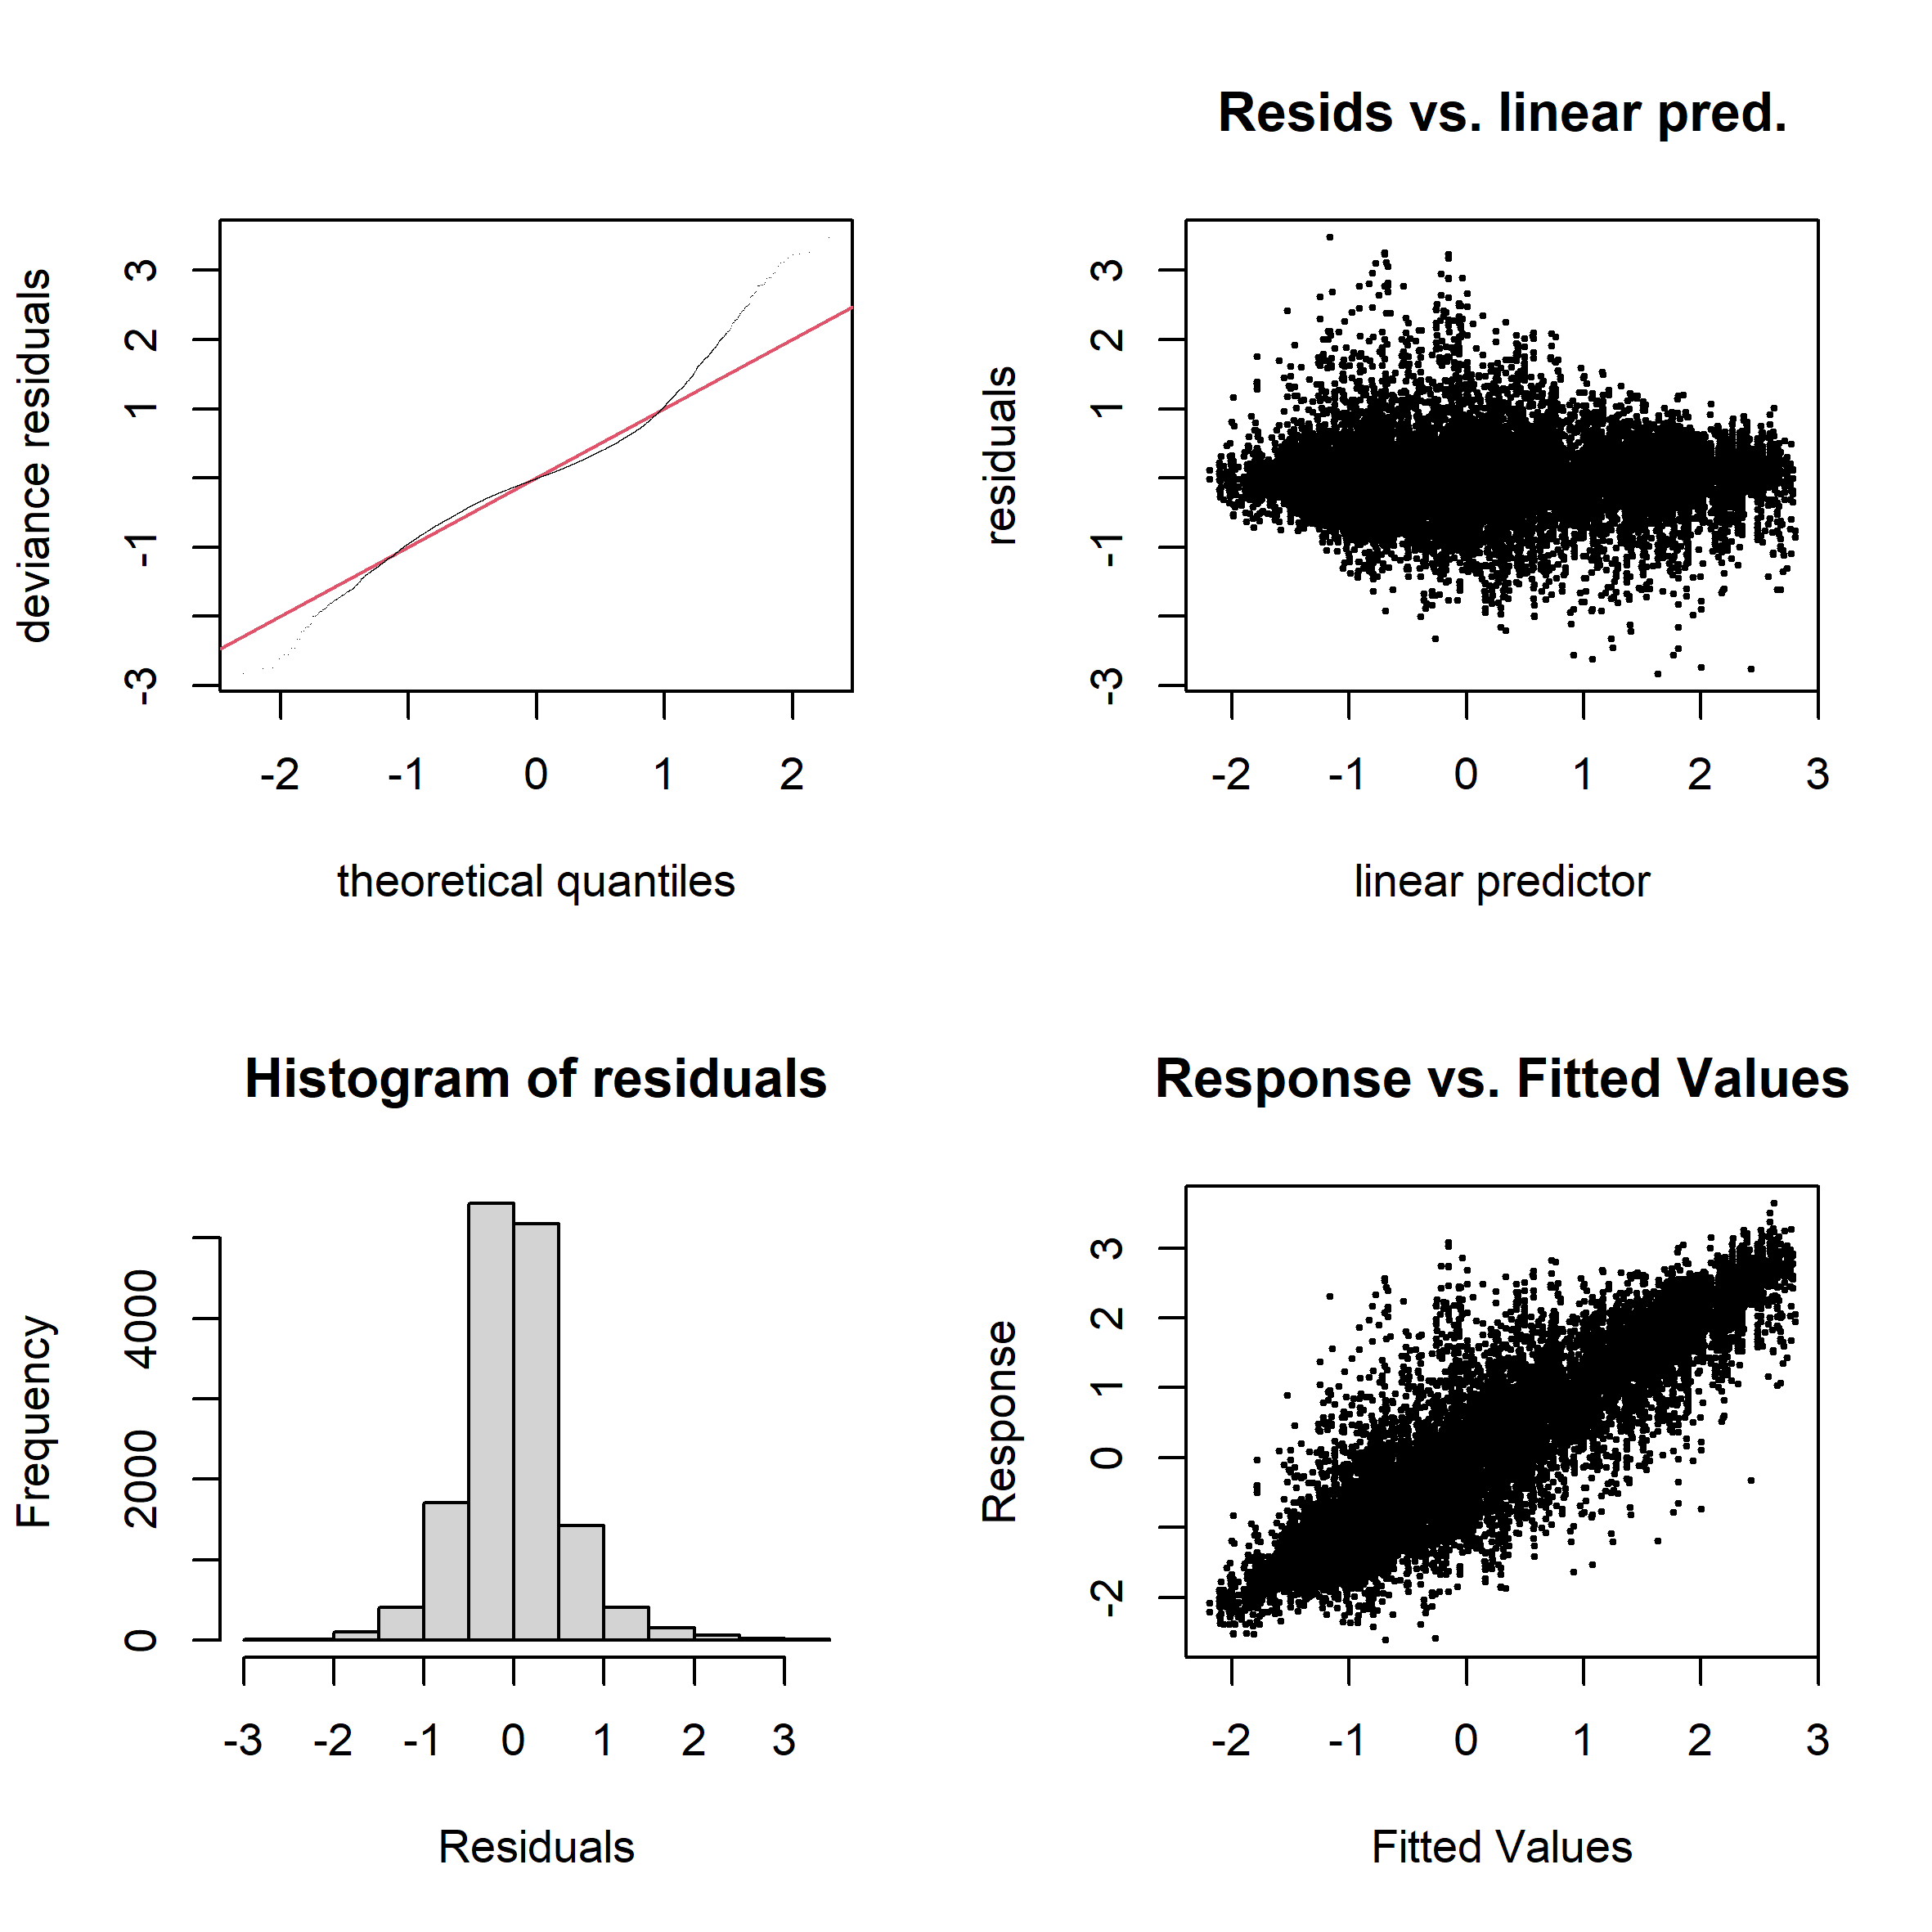 deviance residuals
3
2
1
-1
-3
-2 -1 0 1 2
theoretical quantiles
Resids vs. linear pred.
residuals
3
2
1
-1
-3
-2 -1 0 1 2 3
linear predictor
Histogram of residuals
Frequency
4000
2000
0
-3 -2 -1 0 1 2 3
Residuals
Response vs. Fitted Values
Response
3
2
1
0
-2
-2 -1 0 1 2 3
Fitted Values